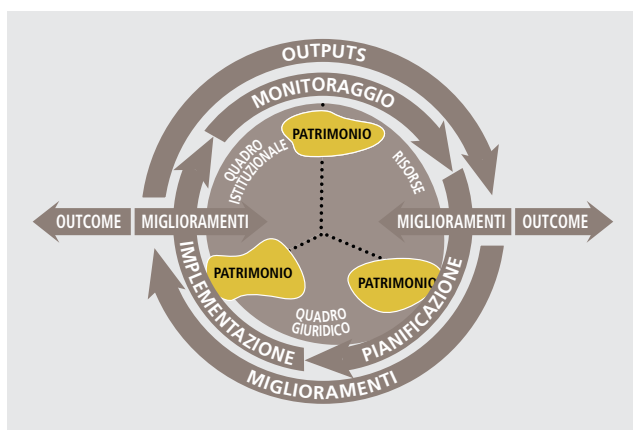 OUTPUTS
MONITORAGGIO
PATRIMONIO
QUADRO
ISTITUZIONALE
RISORSE
OUTCOME
MIGLIORAMENTI
MIGLIORAMENTI
OUTCOME
PATRIMONIO
PATRIMONIO
QUADRO
GIURIDICO
IMPLEMENTAZIONE
PIANIFICAZIONE
MIGLIORAMENTI